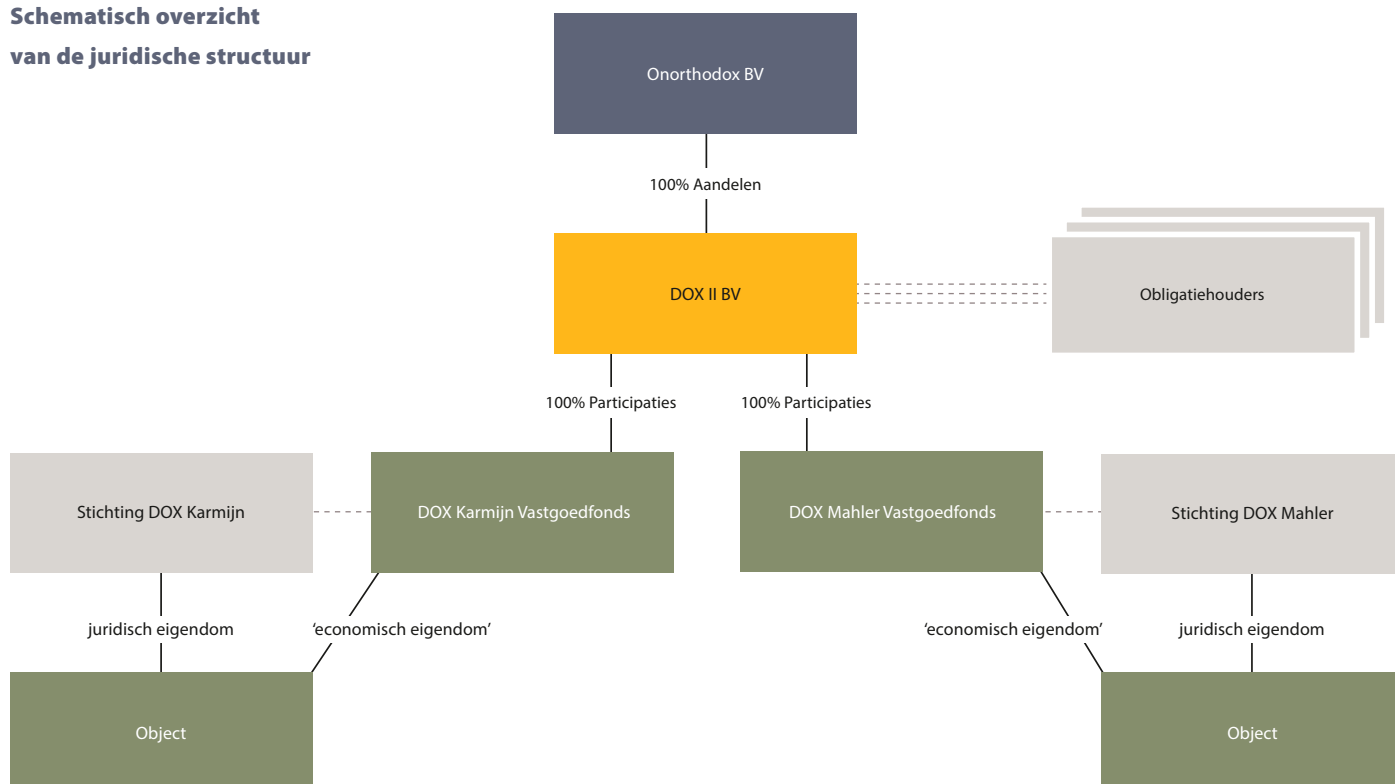 Schematisch overzicht
van de juridische structuur
Onorthodox BV
100% Aandelen
DOX II BV
Obligatiehouders
100% Participaties
100% Participaties
Stichting DOX Karmijn
DOX Karmijn Vastgoedfonds
DOX Mahler Vastgoedfonds
Stichting DOX Mahler
juridisch eigendom
‘economisch eigendom’
‘economisch eigendom’
juridisch eigendom
Object
Object